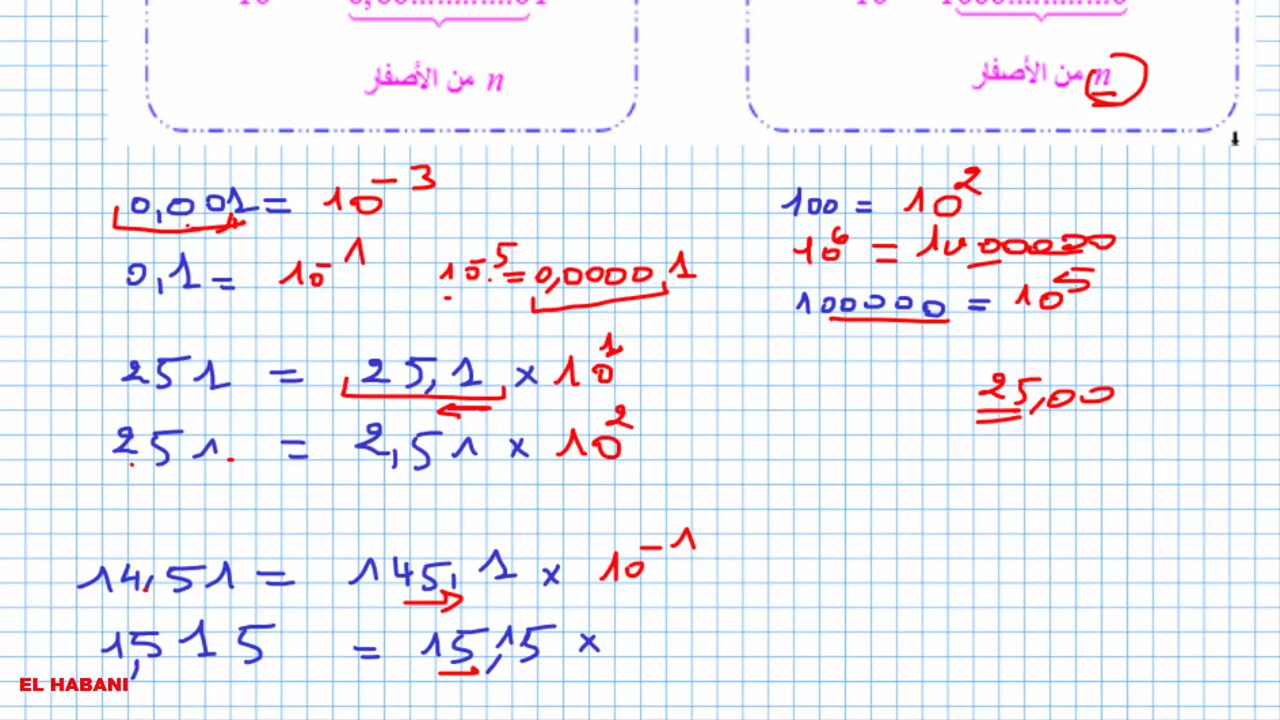 n من الأصفار
n من الأصفار
0,001 = 10⁻³
100 = 10²
0,1 = 10⁻¹
10⁻⁵ = 0,00001
10⁶ = 1000000
100000 = 10⁵
251 = 25,1 × 10¹
25,00
251 = 2,51 × 10²
14,51 = 145,1 × 10⁻¹
1,515 = 15,15 ×
EL HABANI